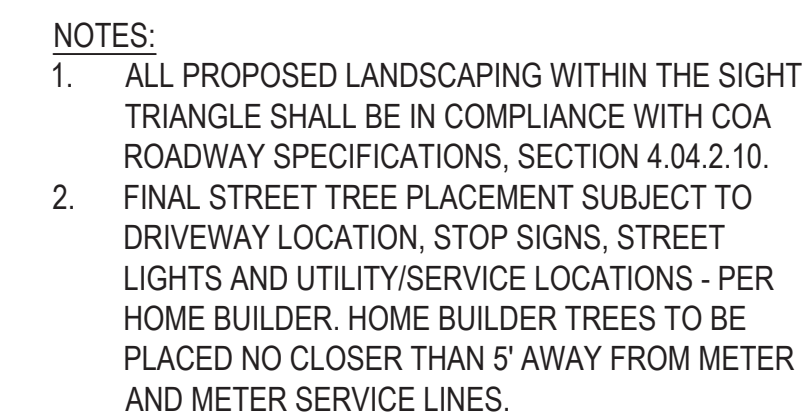 NOTES:
1. ALL PROPOSED LANDSCAPING WITHIN THE SIGHT
TRIANGLE SHALL BE IN COMPLIANCE WITH COA
ROADWAY SPECIFICATIONS, SECTION 4.04.2.10.
2. FINAL STREET TREE PLACEMENT SUBJECT TO
DRIVEWAY LOCATION, STOP SIGNS, STREET
LIGHTS AND UTILITY/SERVICE LOCATIONS - PER
HOME BUILDER. HOME BUILDER TREES TO BE
PLACED NO CLOSER THAN 5' AWAY FROM METER
AND METER SERVICE LINES.